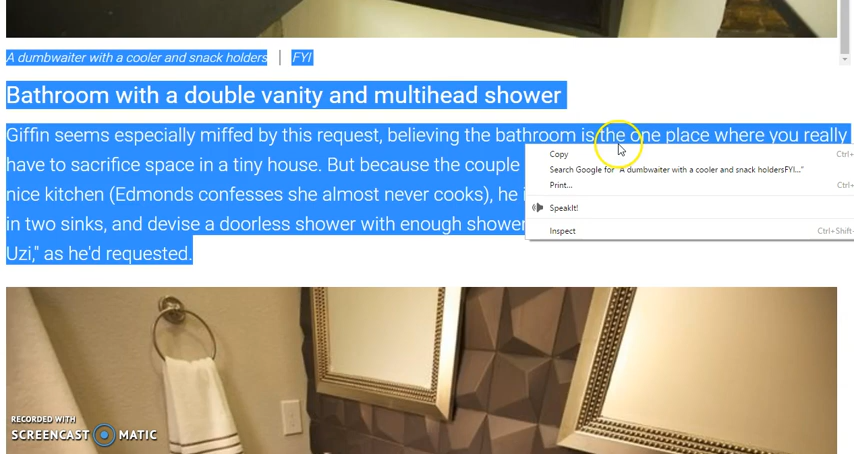 A dumbwaiter with a cooler and snack holders | FYI
Bathroom with a double vanity and multihead shower
Giffin seems especially miffed by this request, believing the bathroom is the one place where you really
have to sacrifice space in a tiny house. But because the couple
nice kitchen (Edmonds confesses she almost never cooks), he i
in two sinks, and devise a doorless shower with enough shower
Uzi," as he'd requested.
Copy Ctrl+
Search Google for "A dumbwaiter with a cooler and snack holdersFYI..."
Print... Ctrl+
SpeakIt!
Inspect Ctrl+Shift+
RECORDED WITH
SCREENCAST MATIC